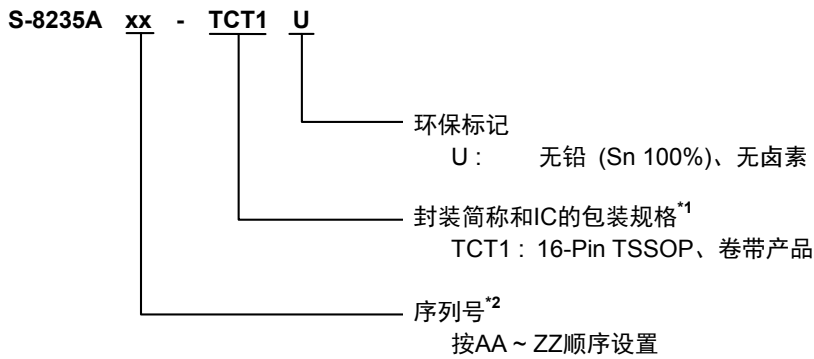 S-8235A xx - TCT1 U
环保标记
U : 无铅 (Sn 100%)、无卤素
封装简称和IC的包装规格*1
TCT1 : 16-Pin TSSOP、卷带产品
序列号*2
按AA ~ ZZ顺序设置